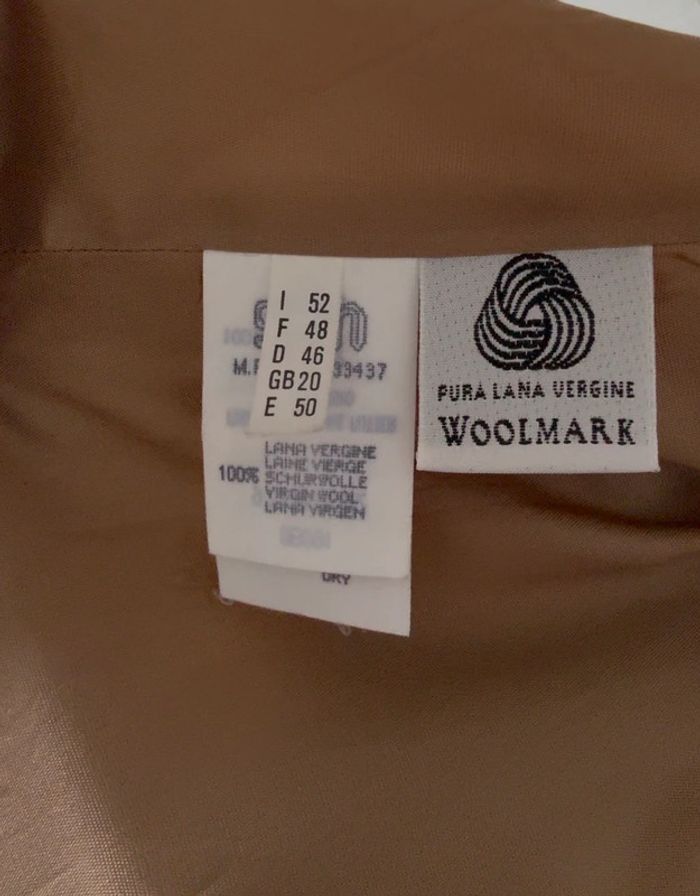 I 52
F 48
D 46
GB 20
E 50
33437
LANA VERGINE
LAINE VIERGE
100% SCHURWOLLE
VIRGIN WOOL
LANA VIRGEN
DRY
PURA LANA VERGINE
WOOLMARK